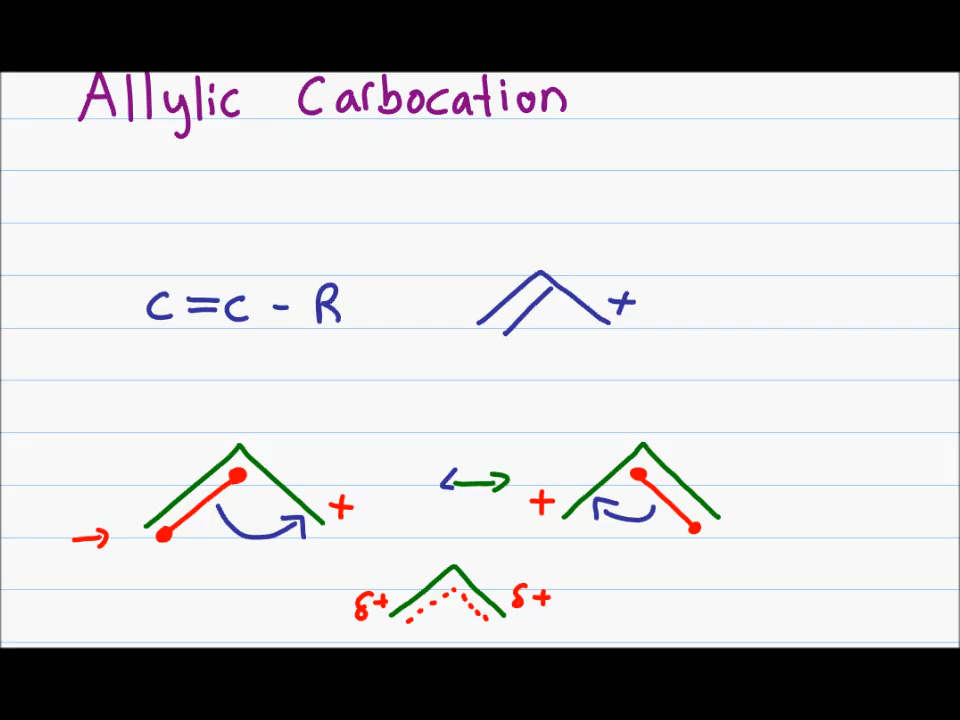 Allylic Carbocation
C=C-R +
+ +
δ+ δ+